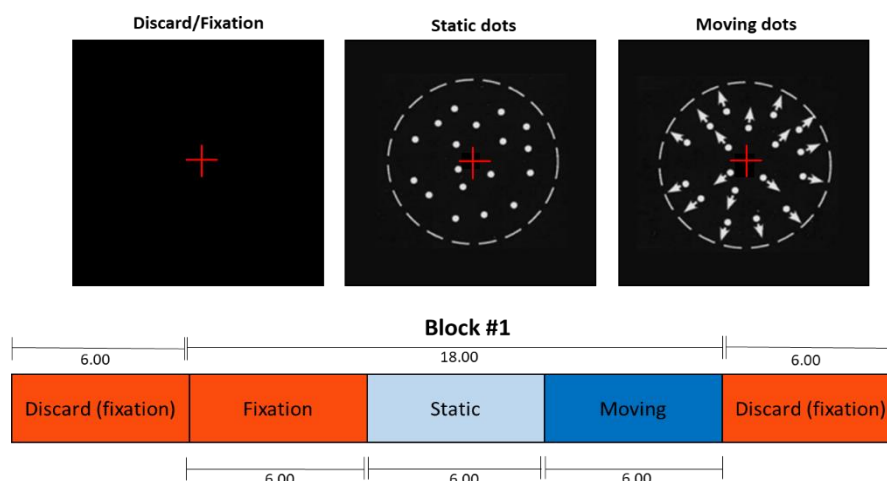 Discard/Fixation Static dots Moving dots
Block #1
6.00 18.00 6.00
Discard (fixation) Fixation Static Moving Discard (fixation)
6.00 6.00 6.00